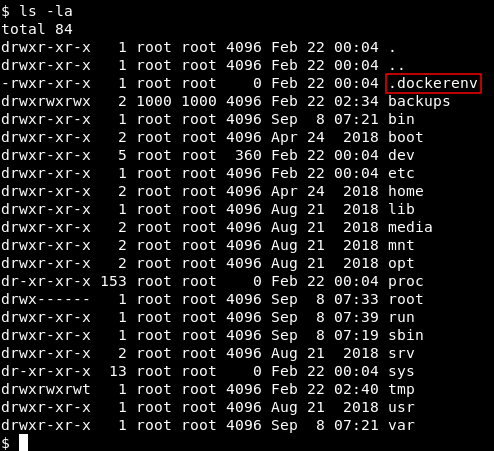 $ ls -la
total 84
drwxr-xr-x   1 root root 4096 Feb 22 00:04 .
drwxr-xr-x   1 root root 4096 Feb 22 00:04 ..
-rwxr-xr-x   1 root root    0 Feb 22 00:04 .dockerenv
drwxrwxrwx   2 1000 1000 4096 Feb 22 02:34 backups
drwxr-xr-x   1 root root 4096 Sep  8 07:21 bin
drwxr-xr-x   2 root root 4096 Apr 24  2018 boot
drwxr-xr-x   5 root root  360 Feb 22 00:04 dev
drwxr-xr-x   1 root root 4096 Feb 22 00:04 etc
drwxr-xr-x   2 root root 4096 Apr 24  2018 home
drwxr-xr-x   1 root root 4096 Aug 21  2018 lib
drwxr-xr-x   2 root root 4096 Aug 21  2018 media
drwxr-xr-x   2 root root 4096 Aug 21  2018 mnt
drwxr-xr-x   2 root root 4096 Aug 21  2018 opt
dr-xr-xr-x 153 root root    0 Feb 22 00:04 proc
drwx------   1 root root 4096 Sep  8 07:33 root
drwxr-xr-x   1 root root 4096 Sep  8 07:39 run
drwxr-xr-x   1 root root 4096 Sep  8 07:19 sbin
drwxr-xr-x   2 root root 4096 Aug 21  2018 srv
dr-xr-xr-x  13 root root    0 Feb 22 00:04 sys
drwxrwxrwt   1 root root 4096 Feb 22 02:40 tmp
drwxr-xr-x   1 root root 4096 Aug 21  2018 usr
drwxr-xr-x   1 root root 4096 Sep  8 07:21 var
$